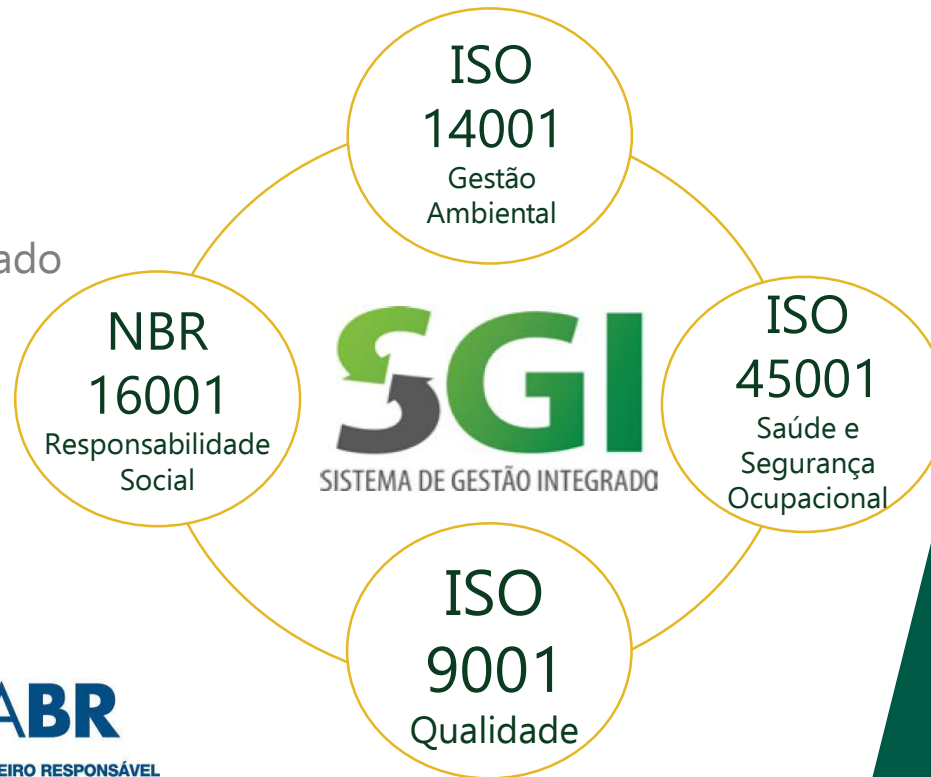 ISO
14001
Gestão
Ambiental
ado
NBR
16001
Responsabilidade
Social
SGI
SISTEMA DE GESTÃO INTEGRADO
ISO
45001
Saúde e
Segurança
Ocupacional
ISO
9001
Qualidade
ABR
EIRO RESPONSÁVEL